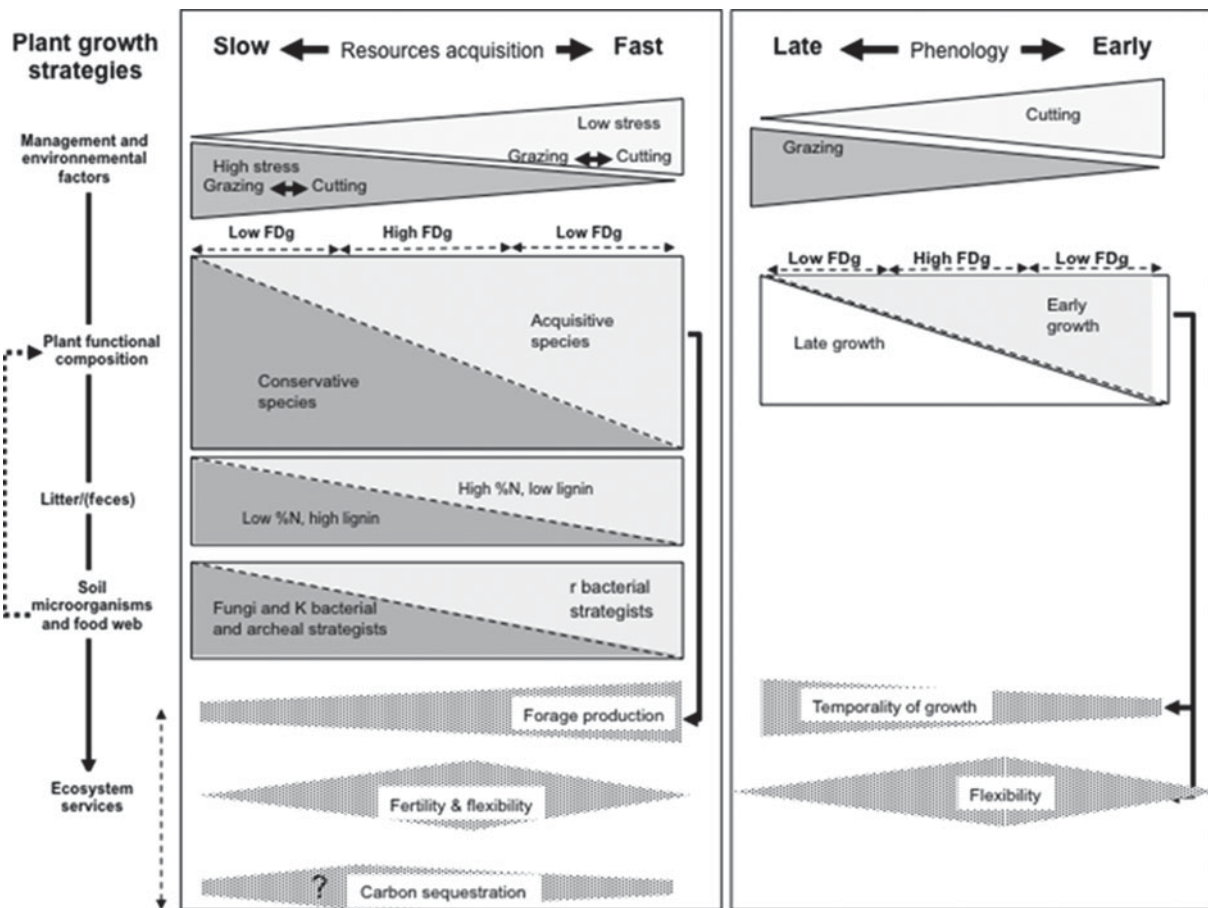 Plant growth
strategies
Management and
environnemental
factors
Plant functional
composition
Litter/(feces)
Soil
microorganisms
and food web
Ecosystem
services
Slow Resources acquisition Fast
Low stress
Grazing Cutting
High stress
Grazing Cutting
Low FDg High FDg Low FDg
Acquisitive
species
Conservative
species
High %N, low lignin
Low %N, high lignin
r bacterial
strategists
Fungi and K bacterial
and archeal strategists
Forage production
Fertility & flexibility
? Carbon sequestration
Late Phenology Early
Cutting
Grazing
Low FDg High FDg Low FDg
Early
growth
Late growth
Temporality of growth
Flexibility